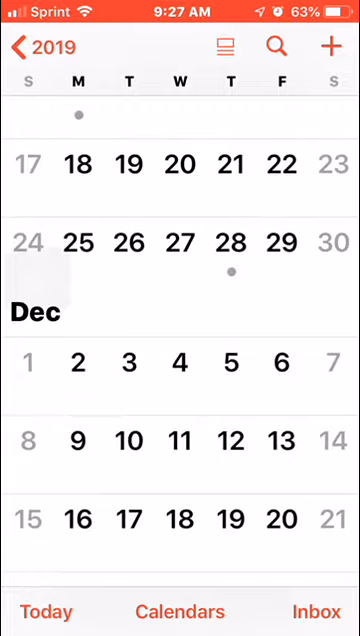 Sprint 9:27 AM 63%
2019
S M T W T F S
17 18 19 20 21 22 23
24 25 26 27 28 29 30
Dec
1 2 3 4 5 6 7
8 9 10 11 12 13 14
15 16 17 18 19 20 21
Today Calendars Inbox